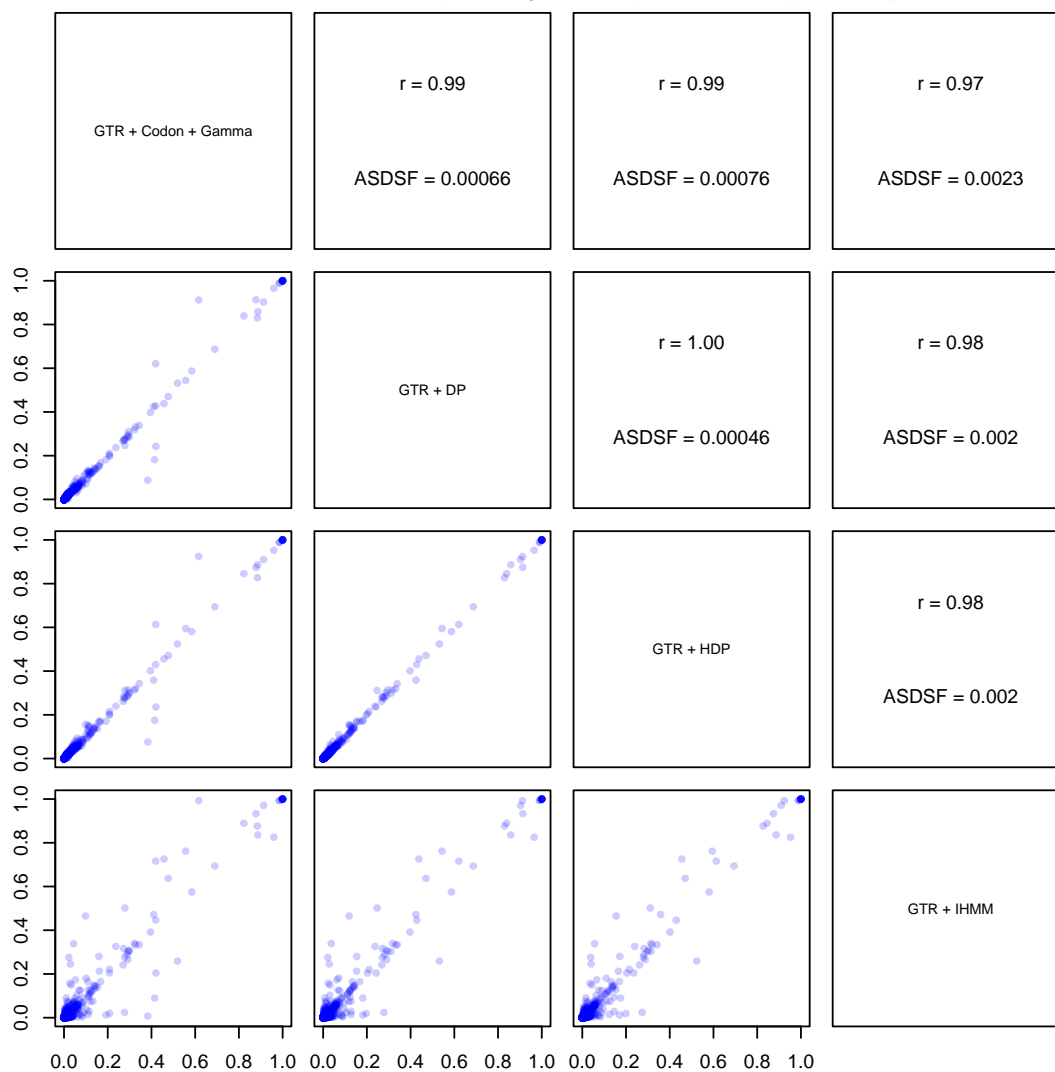 r = 0.99
r = 0.99
r = 0.97
GTR + Codon + Gamma
ASDSF = 0.00066
ASDSF = 0.00076
ASDSF = 0.0023
0.0 0.2 0.4 0.6 0.8 1.0
r = 1.00
r = 0.98
GTR + DP
ASDSF = 0.00046
ASDSF = 0.002
0.0 0.2 0.4 0.6 0.8 1.0
r = 0.98
GTR + HDP
ASDSF = 0.002
0.0 0.2 0.4 0.6 0.8 1.0
GTR + IHMM
0.0 0.2 0.4 0.6 0.8 1.0
0.0 0.2 0.4 0.6 0.8 1.0
0.0 0.2 0.4 0.6 0.8 1.0